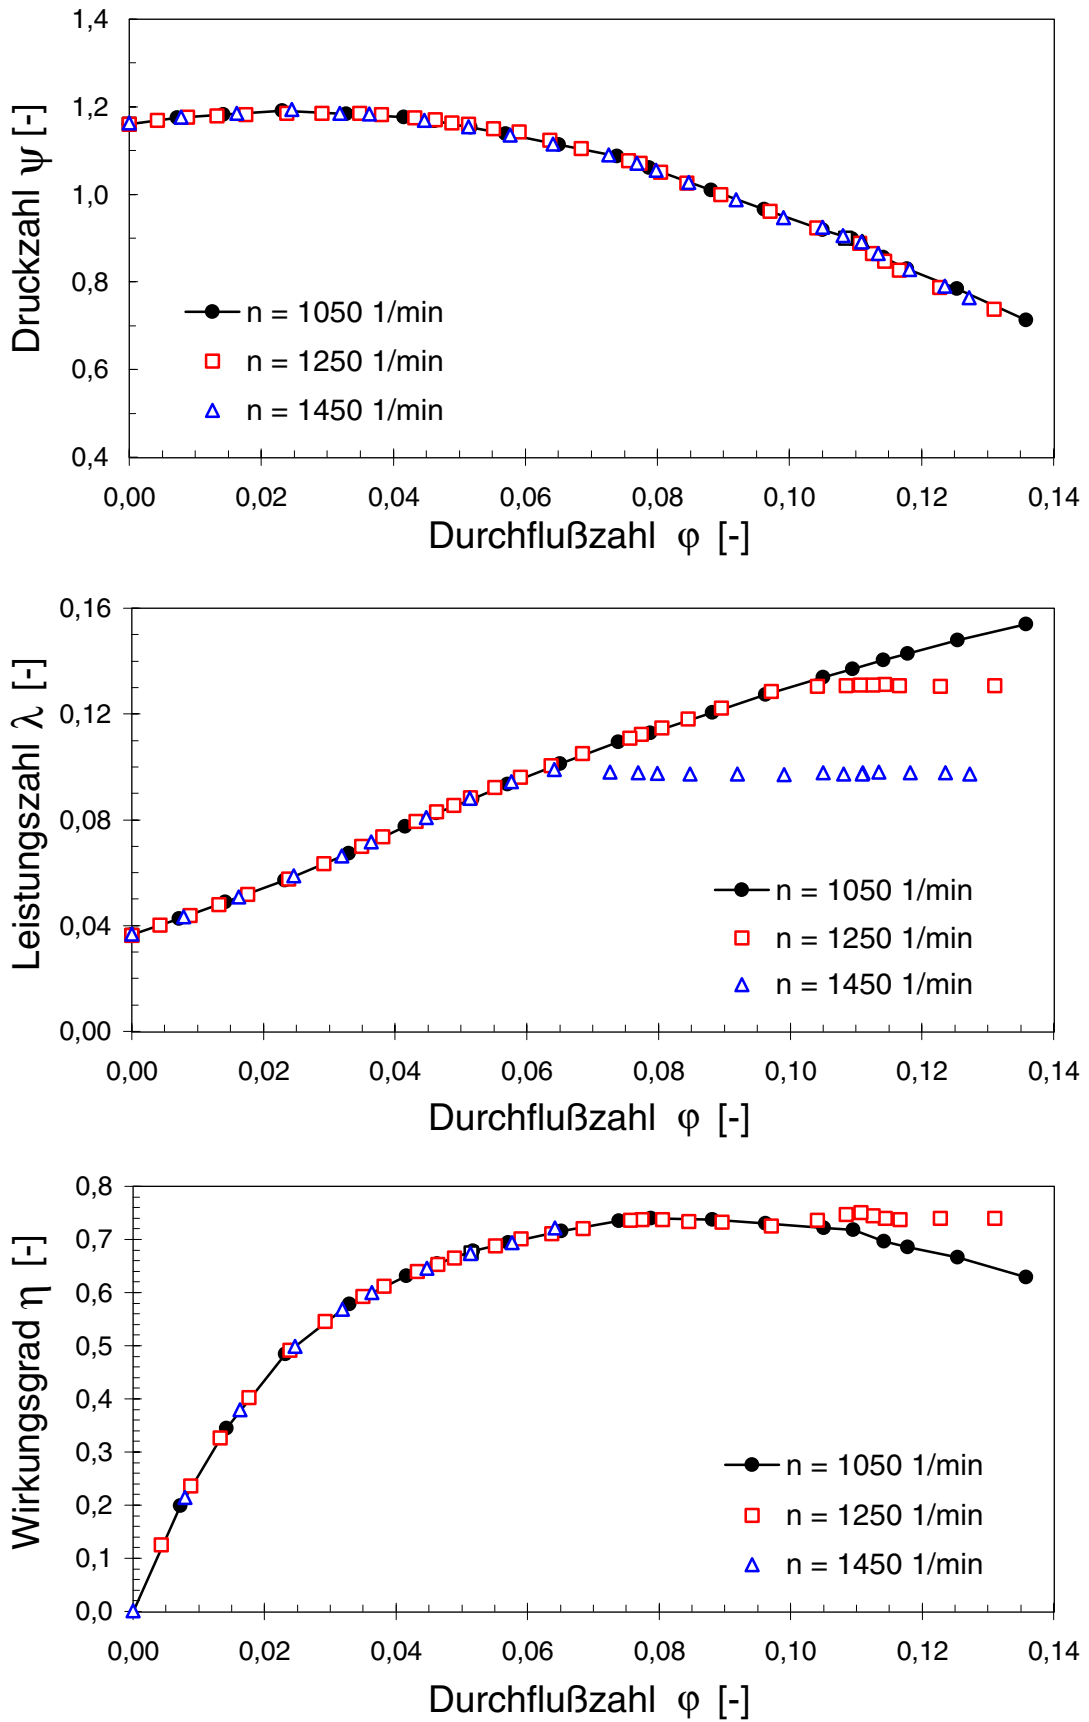 1,4
1,2
1,0
0,8
0,6
0,4
Druckzahl ψ [-]
n = 1050 1/min
n = 1250 1/min
n = 1450 1/min
0,00 0,02 0,04 0,06 0,08 0,10 0,12 0,14
Durchflußzahl φ [-]
0,16
0,12
0,08
0,04
0,00
Leistungszahl λ [-]
n = 1050 1/min
n = 1250 1/min
n = 1450 1/min
0,00 0,02 0,04 0,06 0,08 0,10 0,12 0,14
Durchflußzahl φ [-]
0,8
0,7
0,6
0,5
0,4
0,3
0,2
0,1
0,0
Wirkungsgrad η [-]
n = 1050 1/min
n = 1250 1/min
n = 1450 1/min
0,00 0,02 0,04 0,06 0,08 0,10 0,12 0,14
Durchflußzahl φ [-]